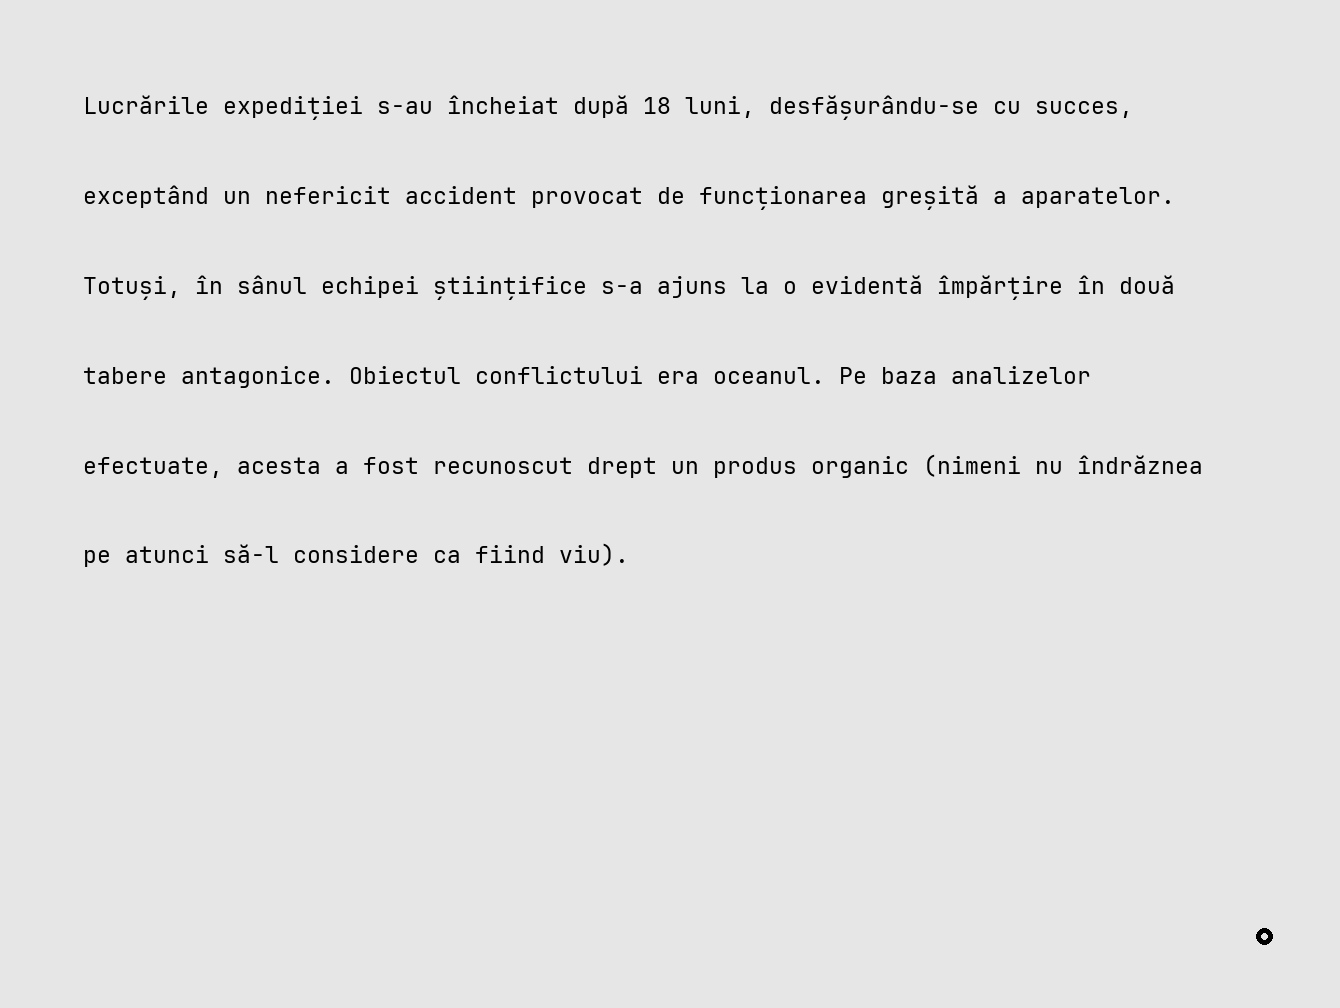 Lucrările expediției s-au încheiat după 18 luni, desfășurându-se cu succes,
exceptând un nefericit accident provocat de funcționarea greșită a aparatelor.
Totuși, în sânul echipei științifice s-a ajuns la o evidentă împărțire în două
tabere antagonice. Obiectul conflictului era oceanul. Pe baza analizelor
efectuate, acesta a fost recunoscut drept un produs organic (nimeni nu îndrăznea
pe atunci să-l considere ca fiind viu).